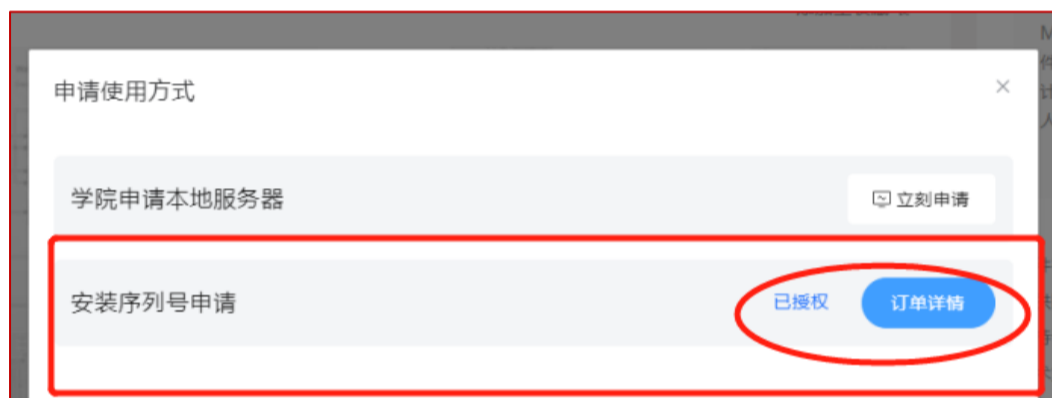 申请使用方式
学院申请本地服务器
立刻申请
安装序列号申请
已授权
订单详情